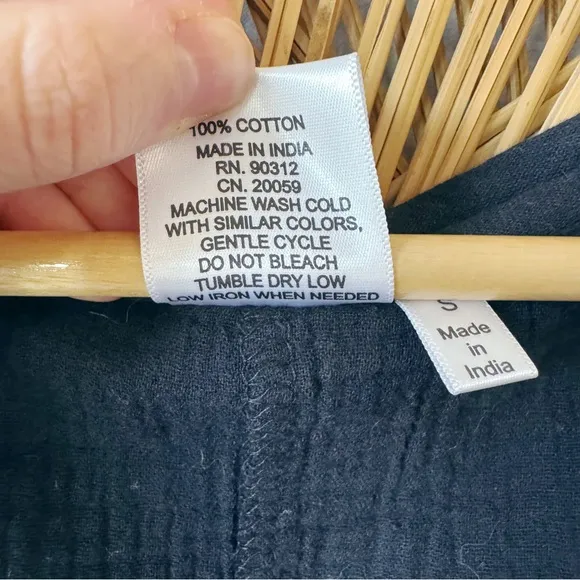 100% COTTON
MADE IN INDIA
RN. 90312
CN. 20059
MACHINE WASH COLD
WITH SIMILAR COLORS,
GENTLE CYCLE
DO NOT BLEACH
TUMBLE DRY LOW
LOW IRON WHEN NEEDED
S
Made
in
India